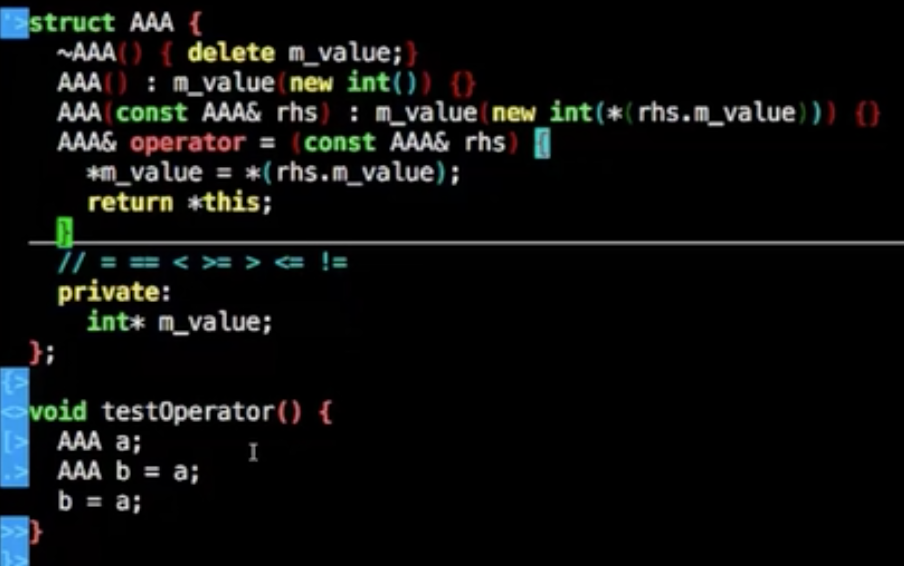 struct AAA {
~AAA() { delete m_value;}
AAA() : m_value(new int()) {}
AAA(const AAA& rhs) : m_value(new int(*(rhs.m_value))) {}
AAA& operator = (const AAA& rhs) {
*m_value = *(rhs.m_value);
return *this;
}
// = == < >= > <= !=
private:
int* m_value;
};
{>
<>void testOperator() {
[> AAA a;
.> AAA b = a;
b = a;
>>}
}>